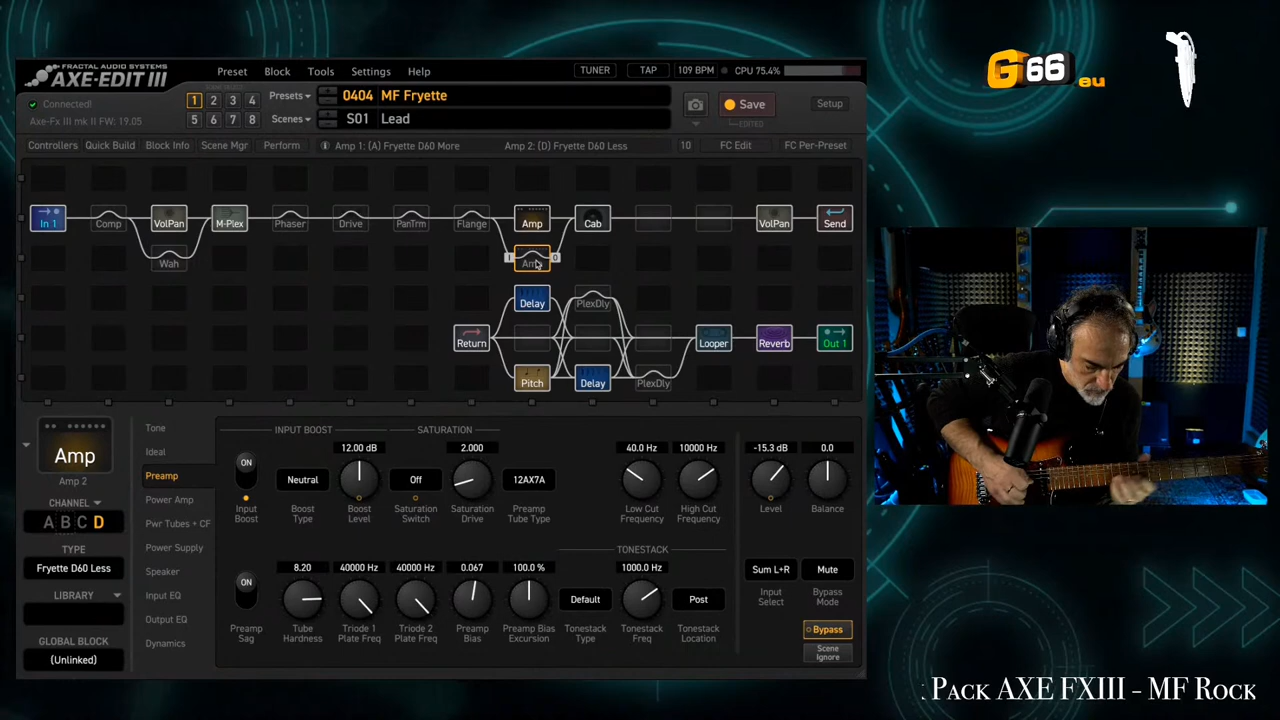 FRACTAL AUDIO SYSTEMS
AXE-EDIT III
Preset Block Tools Settings Help
TUNER TAP 109 BPM CPU 75.4%
Connected!
Axe-Fx III mk II FW: 19.05
1 2 3 4
5 6 7 8
Presets 0404 MF Fryette
Scenes S01 Lead
Save
EDITED
Setup
Controllers Quick Build Block Info Scene Mgr Perform
Amp 1: (A) Fryette D60 More Amp 2: (D) Fryette D60 Less 10 FC Edit FC Per-Preset
In 1 Comp VolPan M-Plex Phaser Drive PanTrm Flange Amp Cab VolPan Send
Wah I Amp O
Delay PlexDly
Return Looper Reverb Out 1
Pitch Delay PlexDly
Amp
Amp 2
CHANNEL
A B C D
TYPE
Fryette D60 Less
LIBRARY
GLOBAL BLOCK
(Unlinked)
Tone
Ideal
Preamp
Power Amp
Pwr Tubes + CF
Power Supply
Speaker
Input EQ
Output EQ
Dynamics
INPUT BOOST SATURATION
12.00 dB 2.000 40.0 Hz 10000 Hz -15.3 dB 0.0
ON Neutral Off 12AX7A
Input Boost Boost Type Boost Level Saturation Switch Saturation Drive Preamp Tube Type Low Cut Frequency High Cut Frequency Level Balance
TONESTACK
8.20 40000 Hz 40000 Hz 8.067 100.0 % 1000.0 Hz
ON Default Post Sum L+R Mute
Preamp Sag Tube Hardness Triode 1 Plate Freq Triode 2 Plate Freq Preamp Bias Preamp Bias Excursion Tonestack Type Tonestack Freq Tonestack Location Input Select Bypass Mode
Bypass
Scene Ignore
G66.eu
: Pack AXE FXIII - MF Rock